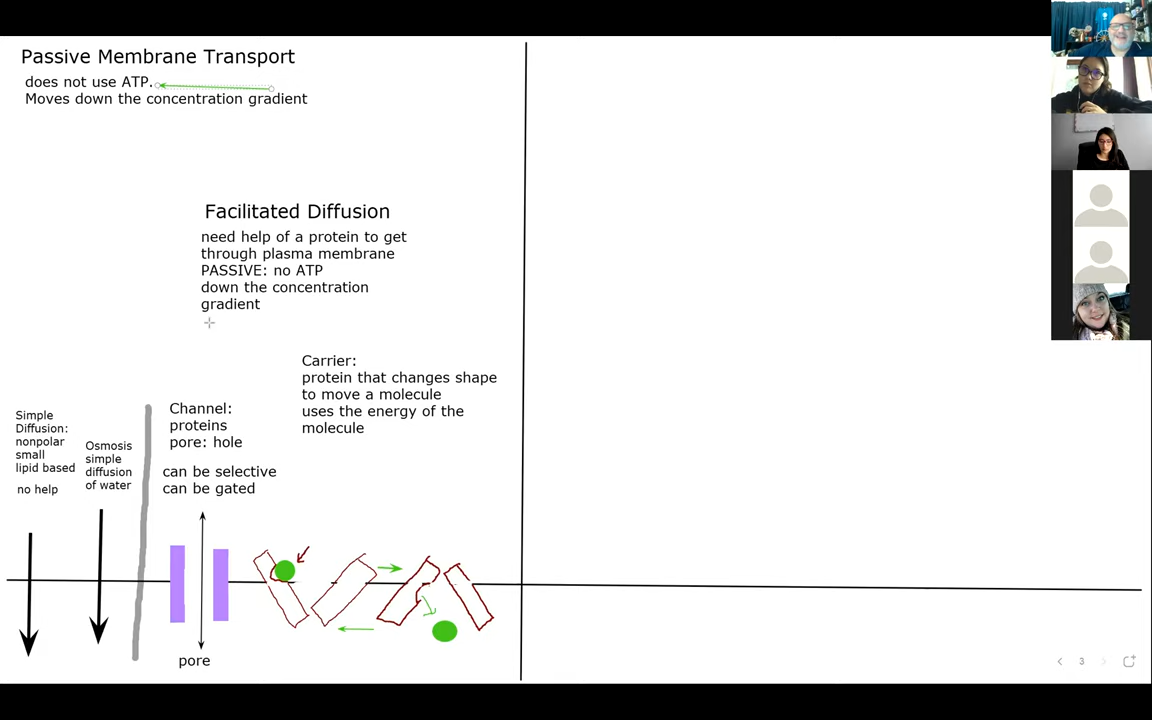 Passive Membrane Transport
does not use ATP.
Moves down the concentration gradient
Facilitated Diffusion
need help of a protein to get
through plasma membrane
PASSIVE: no ATP
down the concentration
gradient
Carrier:
protein that changes shape
to move a molecule
uses the energy of the
molecule
Simple
Diffusion:
nonpolar
small
lipid based
no help
Osmosis
simple
diffusion
of water
Channel:
proteins
pore: hole
can be selective
can be gated
pore
3